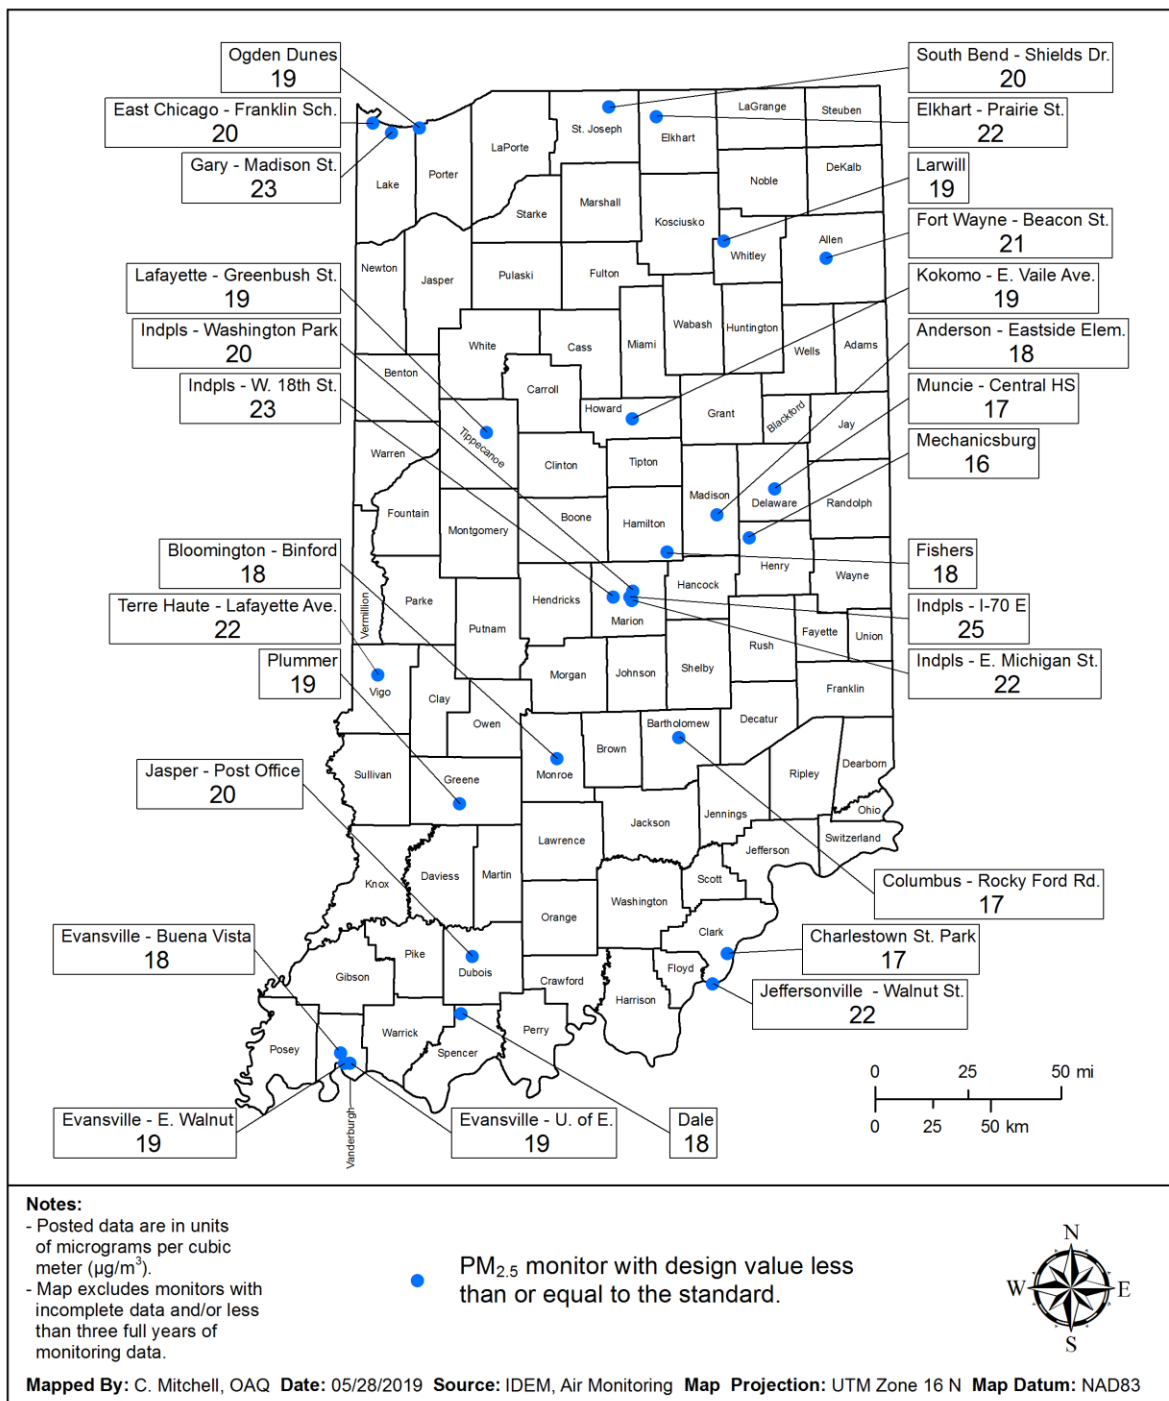 Ogden Dunes
19
East Chicago - Franklin Sch.
20
Gary - Madison St.
23
Lafayette - Greenbush St.
19
Indpls - Washington Park
20
Indpls - W. 18th St.
23
Bloomington - Binford
18
Terre Haute - Lafayette Ave.
22
Plummer
19
Jasper - Post Office
20
Evansville - Buena Vista
18
Evansville - E. Walnut
19
Evansville - U. of E.
19
Dale
18
South Bend - Shields Dr.
20
Elkhart - Prairie St.
22
Larwill
19
Fort Wayne - Beacon St.
21
Kokomo - E. Vaile Ave.
19
Anderson - Eastside Elem.
18
Muncie - Central HS
17
Mechanicsburg
16
Fishers
18
Indpls - I-70 E
25
Indpls - E. Michigan St.
22
Columbus - Rocky Ford Rd.
17
Charlestown St. Park
17
Jeffersonville - Walnut St.
22
Lake
Porter
LaPorte
St. Joseph
Elkhart
LaGrange
Steuben
Noble
DeKalb
Starke
Marshall
Kosciusko
Whitley
Allen
Newton
Jasper
Pulaski
Fulton
Wabash
Huntington
Miami
Wells
Adams
White
Cass
Benton
Carroll
Howard
Grant
Blackford
Jay
Tippecanoe
Warren
Clinton
Tipton
Madison
Delaware
Randolph
Fountain
Montgomery
Boone
Hamilton
Henry
Wayne
Vermillion
Parke
Putnam
Hendricks
Marion
Hancock
Rush
Fayette
Union
Vigo
Clay
Owen
Morgan
Johnson
Shelby
Franklin
Decatur
Bartholomew
Brown
Monroe
Sullivan
Greene
Ripley
Dearborn
Ohio
Jennings
Jackson
Lawrence
Switzerland
Jefferson
Knox
Daviess
Martin
Scott
Washington
Orange
Clark
Floyd
Harrison
Crawford
Gibson
Pike
Dubois
Posey
Warrick
Spencer
Perry
Vanderburgh
0 25 50 mi
0 25 50 km
Notes:
- Posted data are in units
of micrograms per cubic
meter (µg/m³).
- Map excludes monitors with
incomplete data and/or less
than three full years of
monitoring data.
PM₂.₅ monitor with design value less
than or equal to the standard.
N
W E
S
Mapped By: C. Mitchell, OAQ Date: 05/28/2019 Source: IDEM, Air Monitoring Map Projection: UTM Zone 16 N Map Datum: NAD83